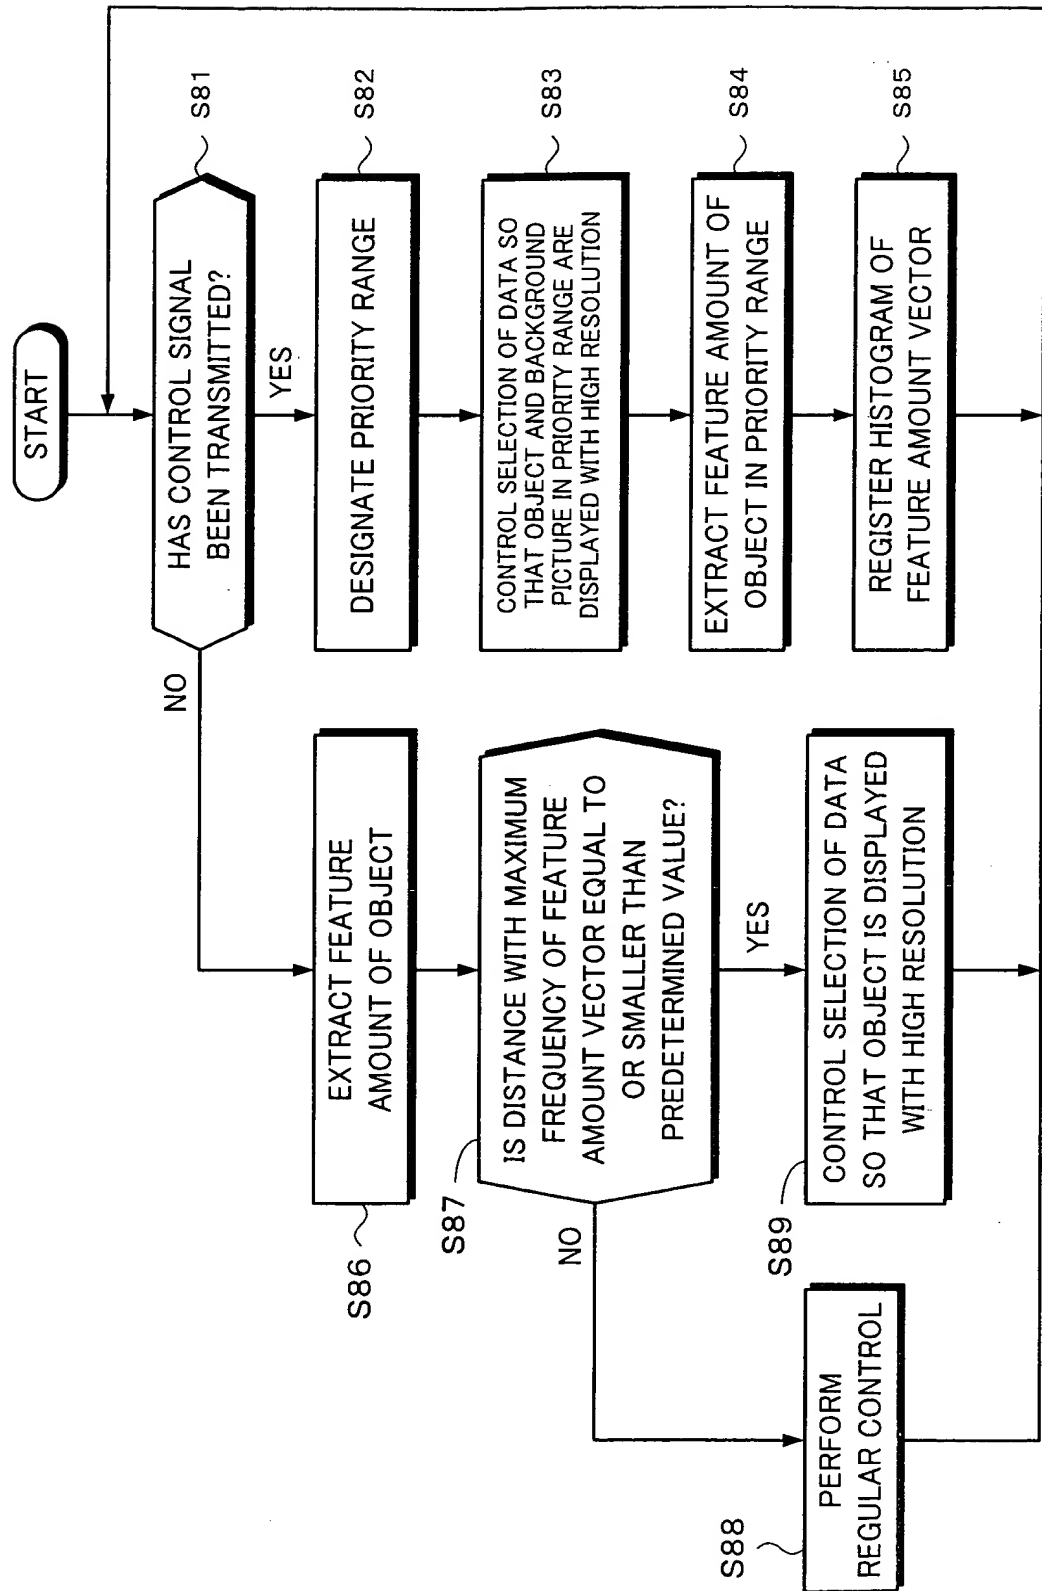 START
HAS CONTROL SIGNAL
BEEN TRANSMITTED?
S81
YES
NO
DESIGNATE PRIORITY RANGE
S82
CONTROL SELECTION OF DATA SO
THAT OBJECT AND BACKGROUND
PICTURE IN PRIORITY RANGE ARE
DISPLAYED WITH HIGH RESOLUTION
S83
EXTRACT FEATURE AMOUNT OF
OBJECT IN PRIORITY RANGE
S84
REGISTER HISTOGRAM OF
FEATURE AMOUNT VECTOR
S85
EXTRACT FEATURE
AMOUNT OF OBJECT
S86
IS DISTANCE WITH MAXIMUM
FREQUENCY OF FEATURE
AMOUNT VECTOR EQUAL TO
OR SMALLER THAN
PREDETERMINED VALUE?
S87
YES
NO
CONTROL SELECTION OF DATA
SO THAT OBJECT IS DISPLAYED
WITH HIGH RESOLUTION
S89
PERFORM
REGULAR CONTROL
S88